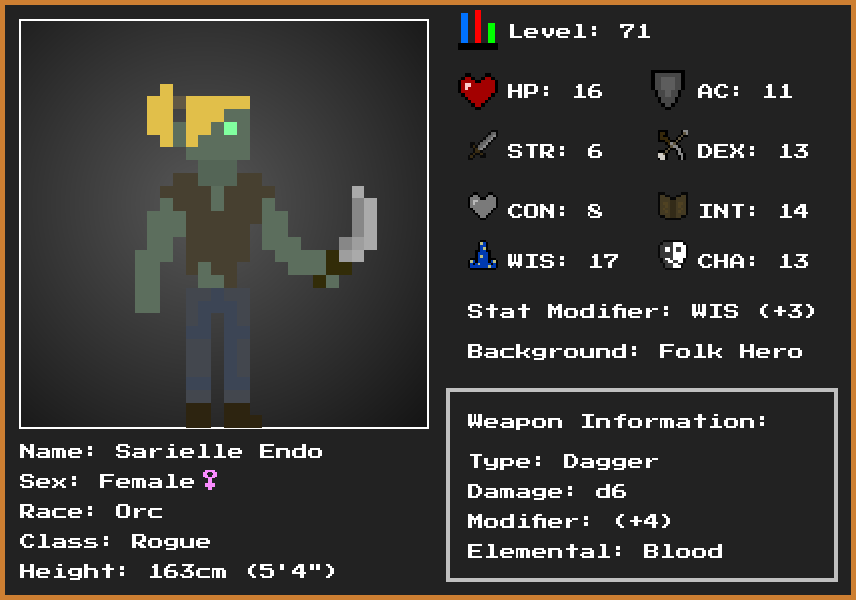 Level: 71
HP: 16
AC: 11
STR: 6
DEX: 13
CON: 8
INT: 14
WIS: 17
CHA: 13
Stat Modifier: WIS (+3)
Background: Folk Hero
Weapon Information:
Type: Dagger
Damage: d6
Modifier: (+4)
Elemental: Blood
Name: Sarielle Endo
Sex: Female♀
Race: Orc
Class: Rogue
Height: 163cm (5'4")